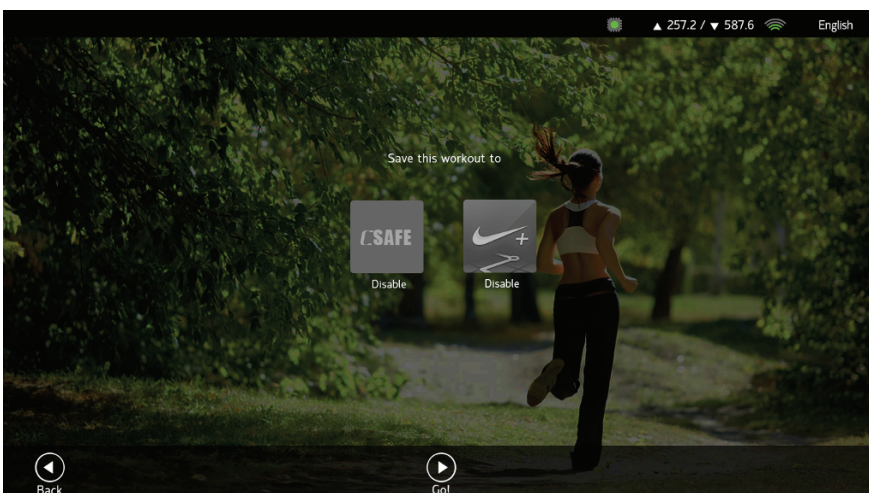 ▲ 257.2 / ▼ 587.6 English
Save this workout to
CSAFE
+
Disable
Disable
Back
Go!